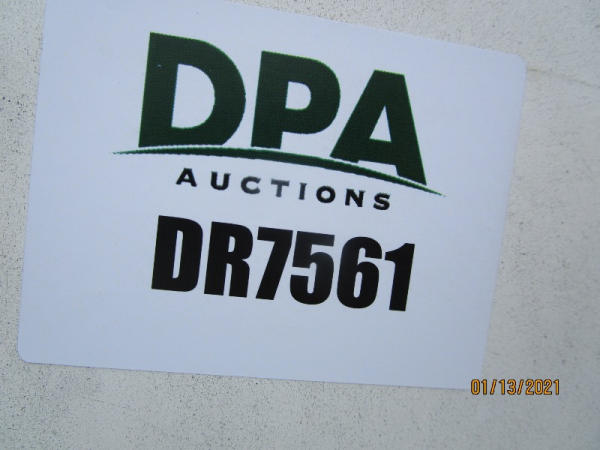 DPA
AUCTIONS
DR7561
01/13/2021